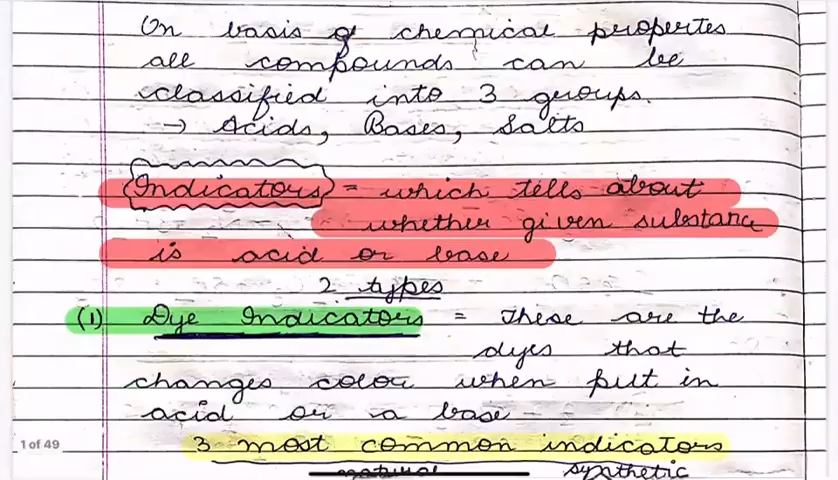 On basis of chemical propertes
all compounds can be
classified into 3 groups.
→ Acids, Bases, Salts
Indicators = which tells about
whether given substance
is acid or base
2 types
(1) Dye Indicators = These are the
dyes that
changes color when put in
acid or a base
1 of 49
3 most common indicators
natural synthetic